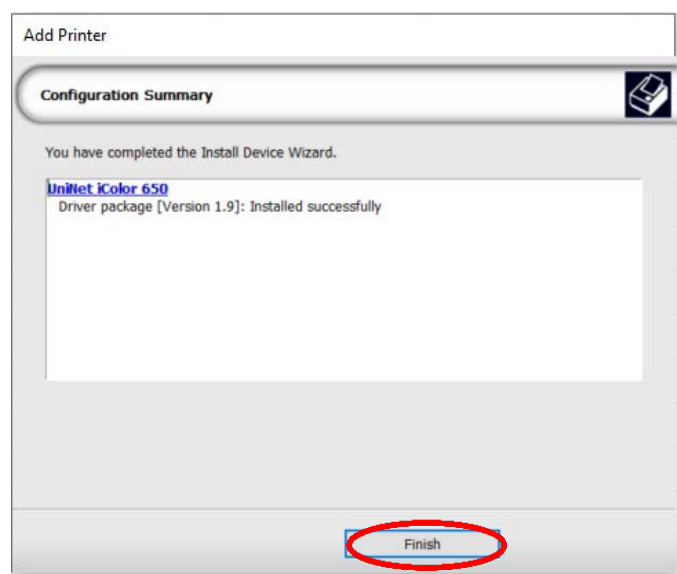 Add Printer
Configuration Summary
You have completed the Install Device Wizard.
UniNet iColor 650
Driver package [Version 1.9]: Installed successfully
Finish